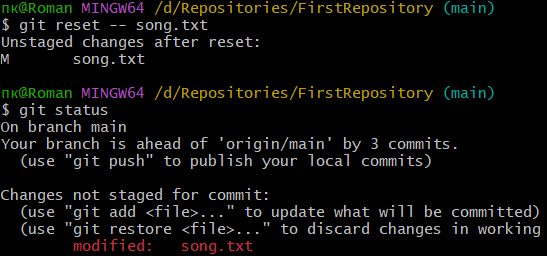 пк@Roman MINGW64 /d/Repositories/FirstRepository (main)
$ git reset -- song.txt
Unstaged changes after reset:
M       song.txt
пк@Roman MINGW64 /d/Repositories/FirstRepository (main)
$ git status
On branch main
Your branch is ahead of 'origin/main' by 3 commits.
  (use "git push" to publish your local commits)
Changes not staged for commit:
  (use "git add <file>..." to update what will be committed)
  (use "git restore <file>..." to discard changes in working
        modified:   song.txt